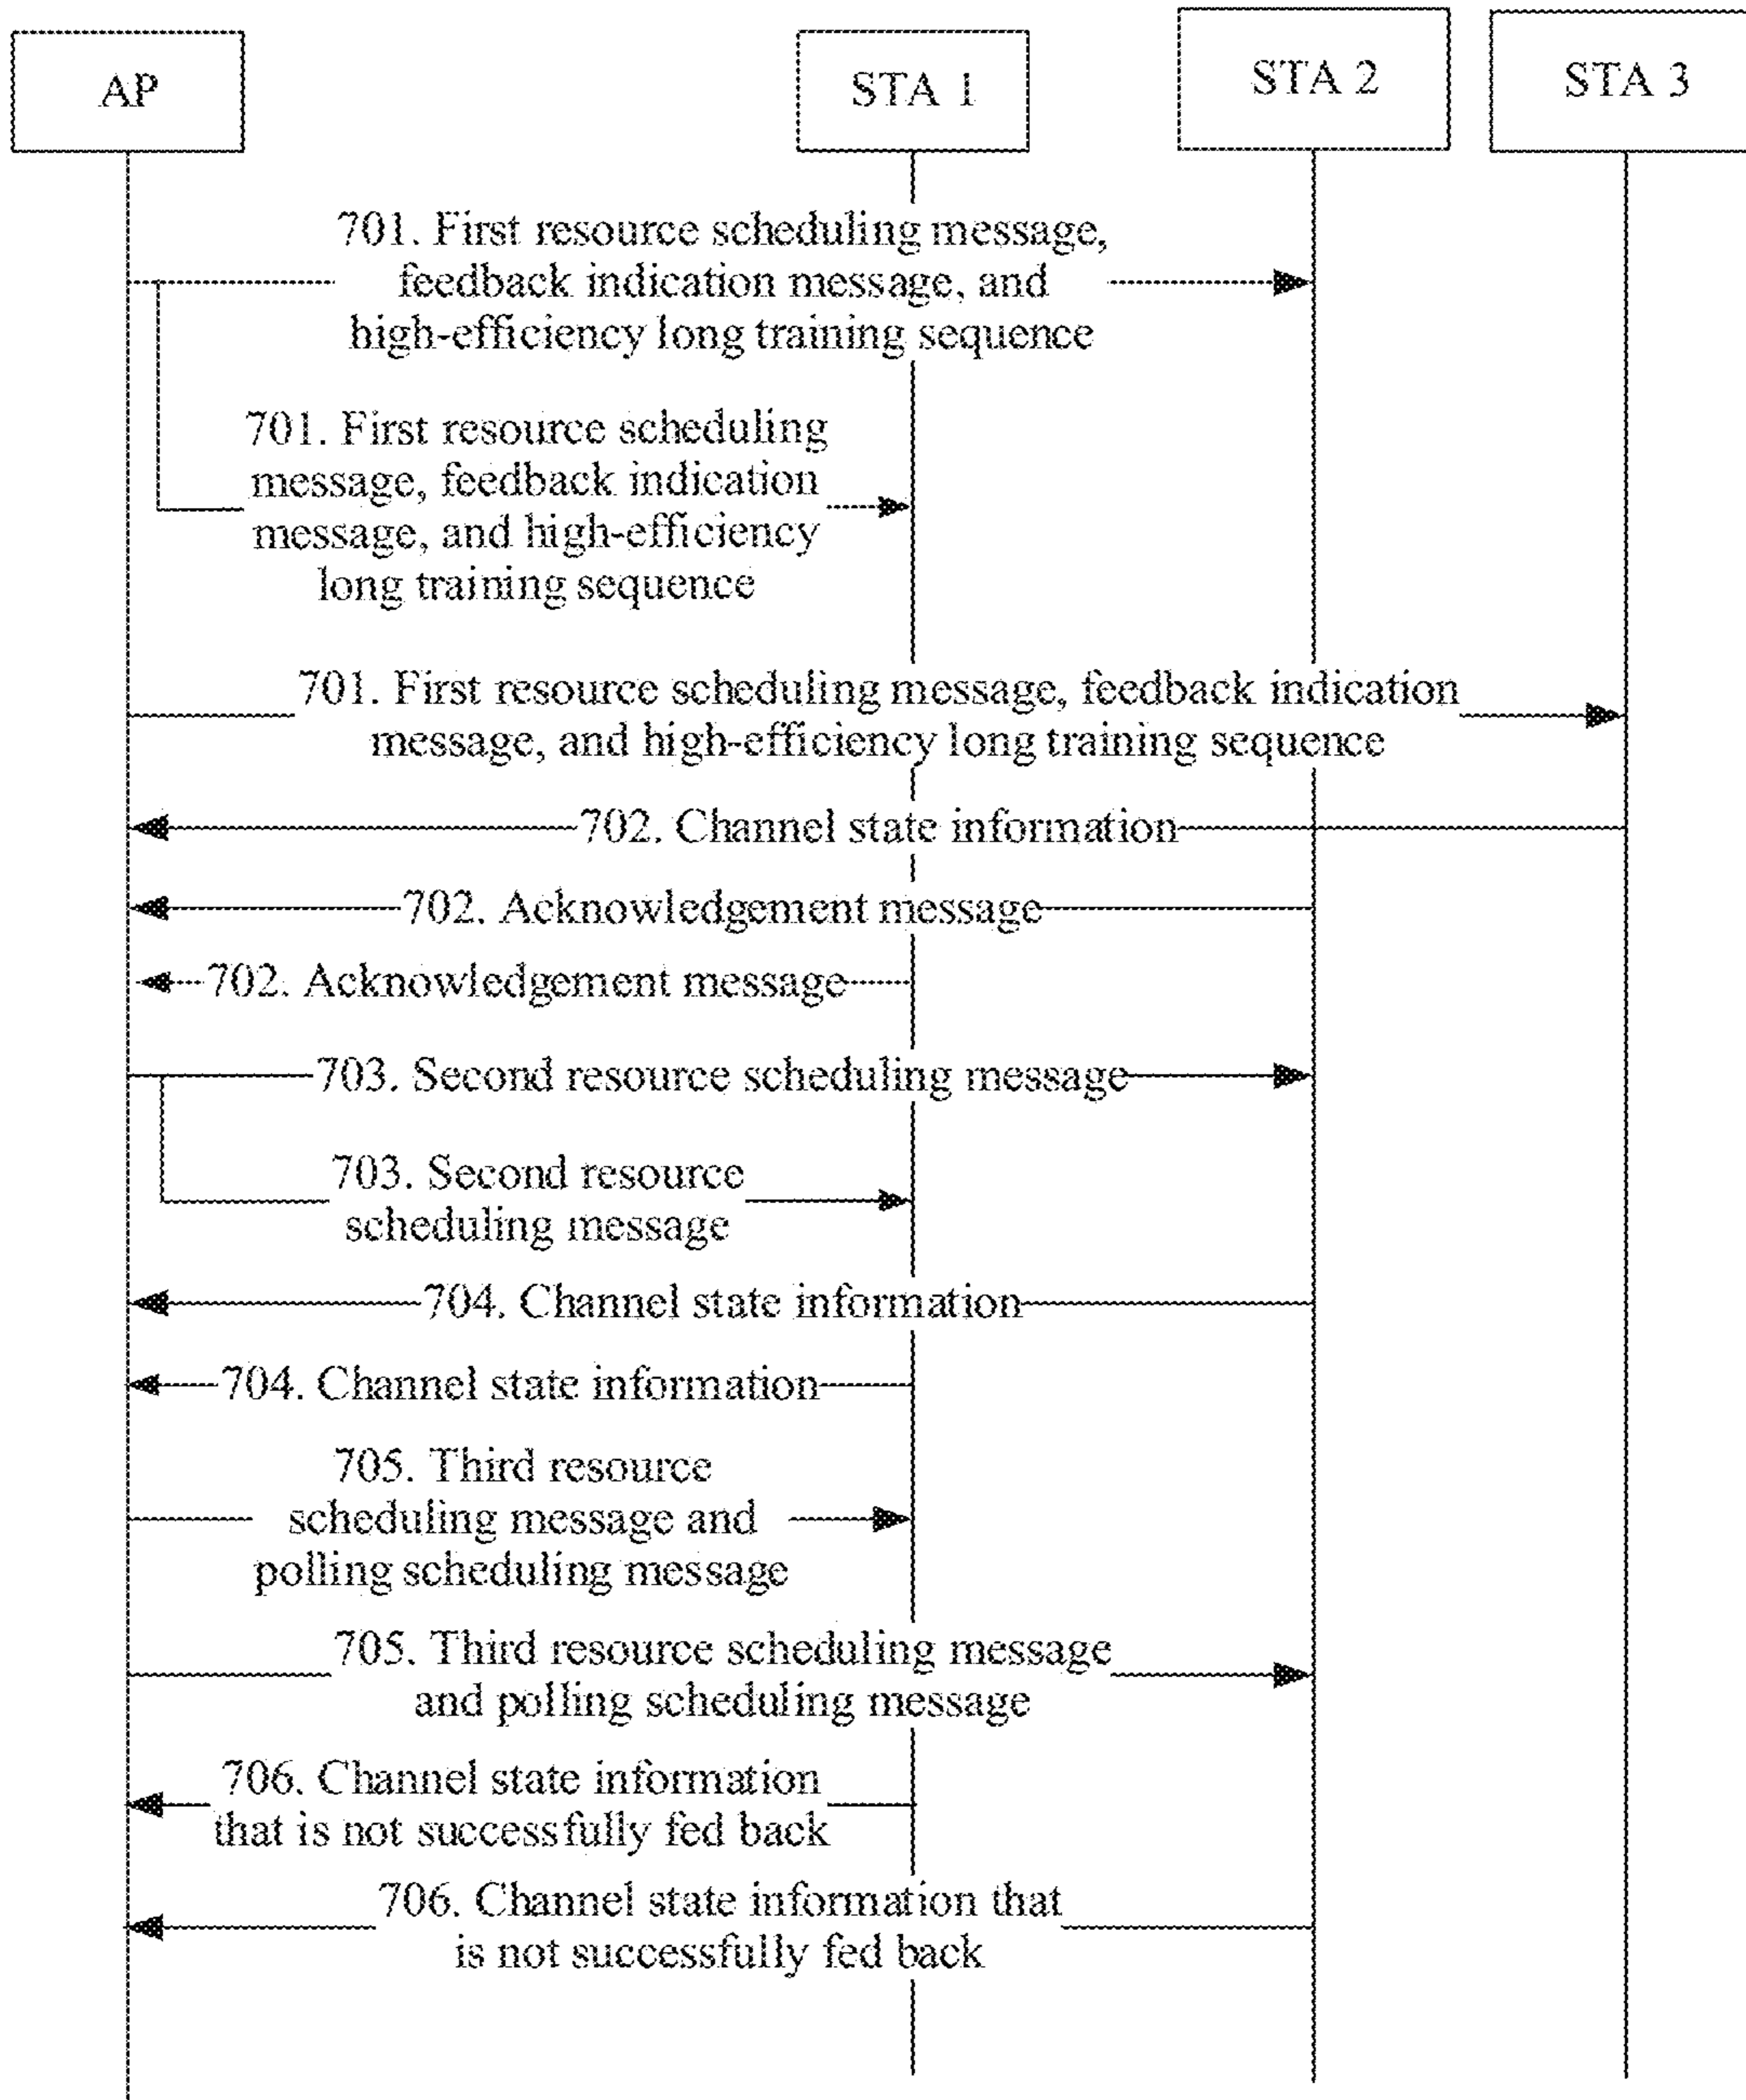 AP
STA 1
STA 2
STA 3
701. First resource scheduling message,
feedback indication message, and
high-efficiency long training sequence
701. First resource scheduling
message, feedback indication
message, and high-efficiency
long training sequence
701. First resource scheduling message, feedback indication
message, and high-efficiency long training sequence
702. Channel state information
702. Acknowledgement message
702. Acknowledgement message
703. Second resource scheduling message
703. Second resource
scheduling message
704. Channel state information
704. Channel state information
705. Third resource
scheduling message and
polling scheduling message
705. Third resource scheduling message
and polling scheduling message
706. Channel state information
that is not successfully fed back
706. Channel state information that
is not successfully fed back